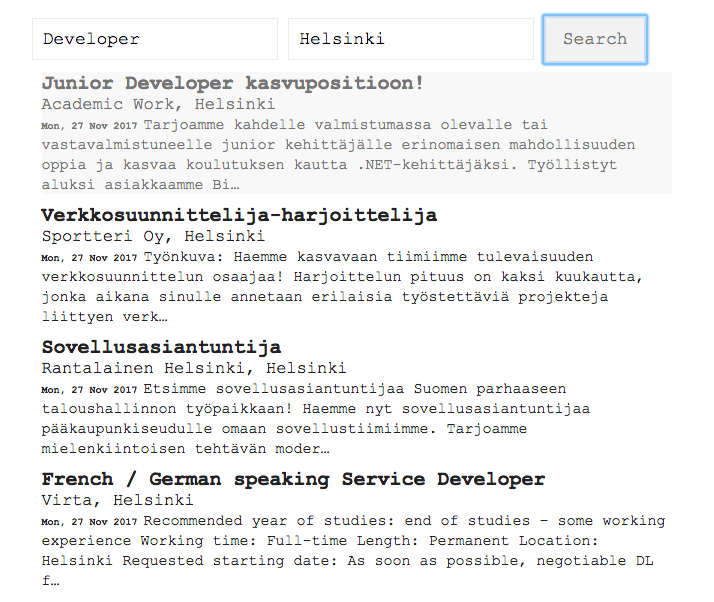 Developer Helsinki Search
Junior Developer kasvupositioon!
Academic Work, Helsinki
Mon, 27 Nov 2017 Tarjoamme kahdelle valmistumassa olevalle tai
vastavalmistuneelle junior kehittäjälle erinomaisen mahdollisuuden
oppia ja kasvaa koulutuksen kautta .NET-kehittäjäksi. Työllistyt
aluksi asiakkaamme Bi…
Verkkosuunnittelija-harjoittelija
Sportteri Oy, Helsinki
Mon, 27 Nov 2017 Työnkuva: Haemme kasvavaan tiimiimme tulevaisuuden
verkkosuunnittelun osaajaa! Harjoittelun pituus on kaksi kuukautta,
jonka aikana sinulle annetaan erilaisia työstettäviä projekteja
liittyen verk…
Sovellusasiantuntija
Rantalainen Helsinki, Helsinki
Mon, 27 Nov 2017 Etsimme sovellusasiantuntijaa Suomen parhaaseen
taloushallinnon työpaikkaan! Haemme nyt sovellusasiantuntijaa
pääkaupunkiseudulle omaan sovellustiimiimme. Tarjoamme
mielenkiintoisen tehtävän moder…
French / German speaking Service Developer
Virta, Helsinki
Mon, 27 Nov 2017 Recommended year of studies: end of studies – some working
experience Working time: Full-time Length: Permanent Location:
Helsinki Requested starting date: As soon as possible, negotiable DL
f…